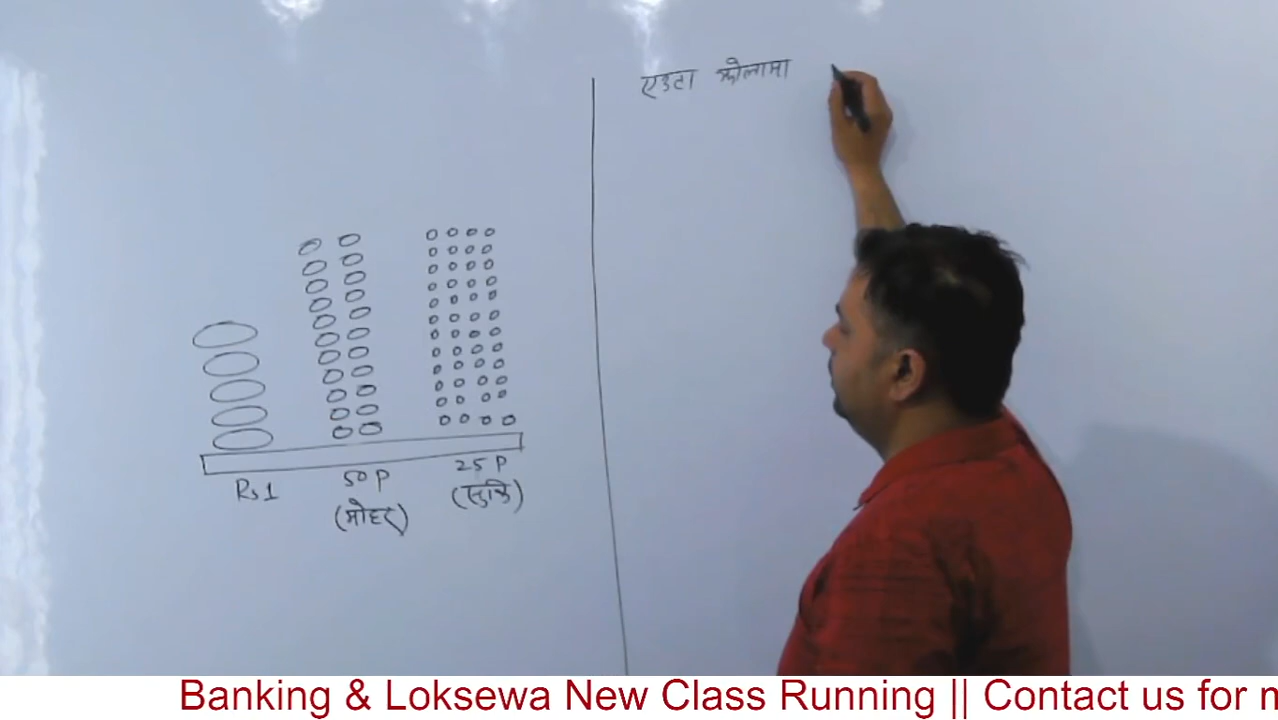 एउटा झोलामा
Rs 1
50 P
25 P
(मोहर)
(सुकि)
Banking & Loksewa New Class Running || Contact us for